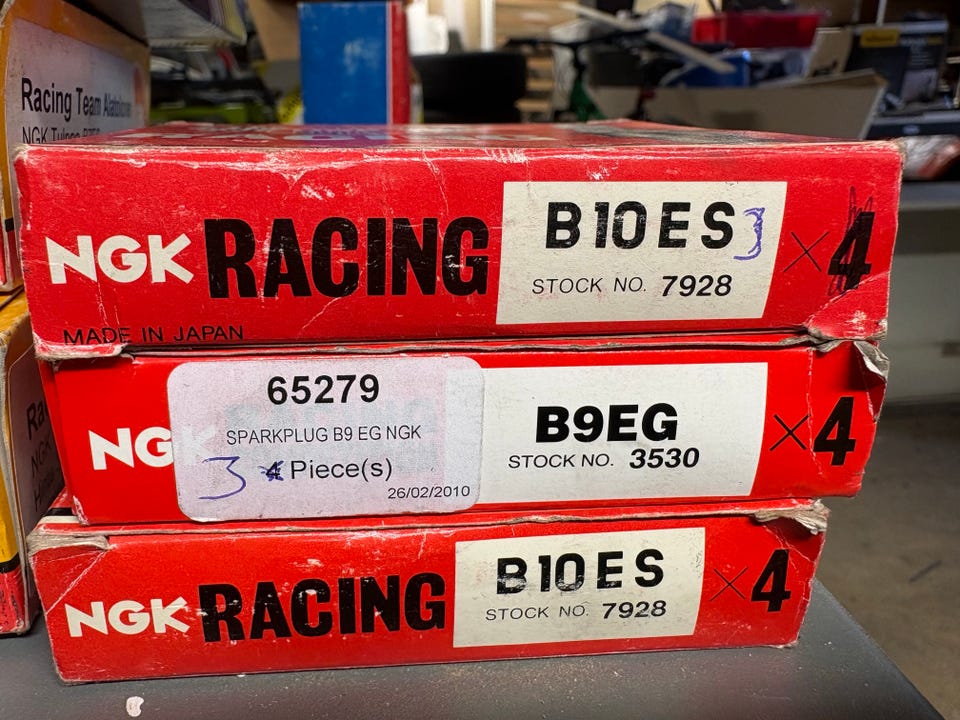 Racing Team
NGK
NGK RACING
B10ES 3
STOCK NO. 7928
× 4
MADE IN JAPAN
65279
SPARKPLUG B9 EG NGK
3 4 Piece(s)
26/02/2010
NGK
B9EG
STOCK NO. 3530
× 4
NGK RACING
B10ES
STOCK NO. 7928
× 4